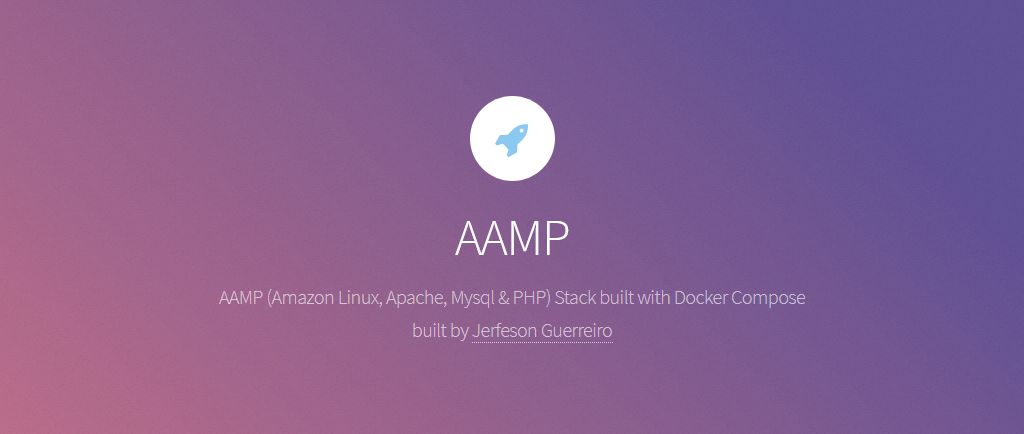 AAMP
AAMP (Amazon Linux, Apache, Mysql & PHP) Stack built with Docker Compose
built by Jerfeson Guerreiro